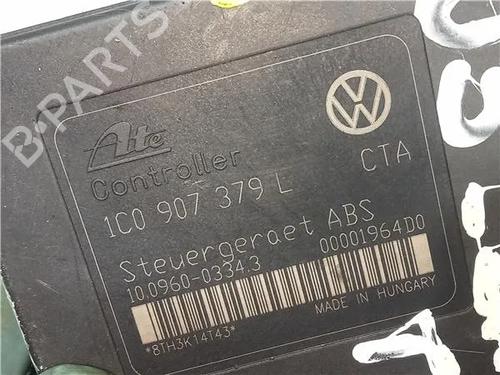 B-PARTS
Ate
Controller
1C0 907 379 L
CTA
Steuergeraet ABS
10.0960-0334.3
00001964D0
*8TH3K14T43*
MADE IN HUNGARY